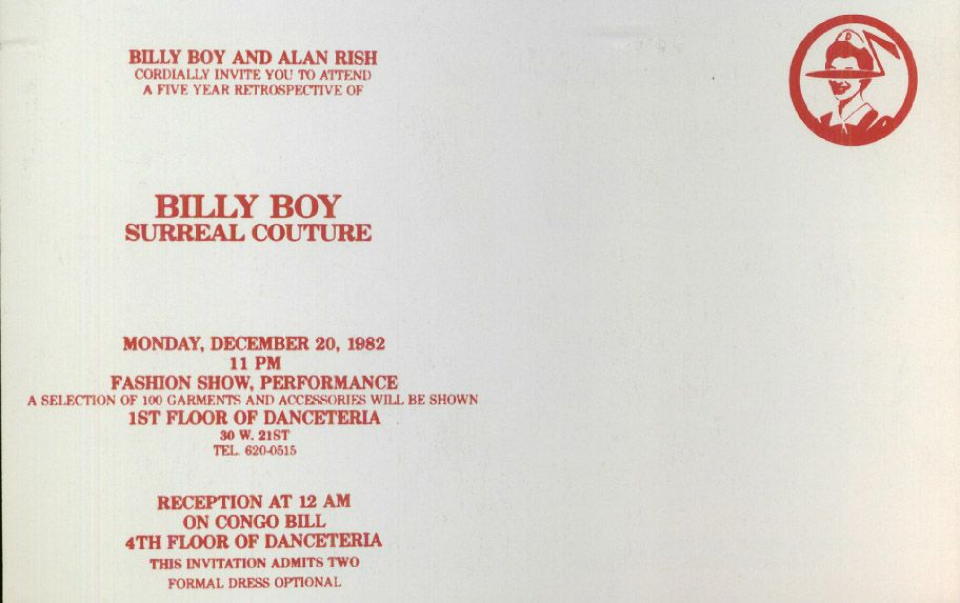 BILLY BOY AND ALAN RISH
CORDIALLY INVITE YOU TO ATTEND
A FIVE YEAR RETROSPECTIVE OF
BILLY BOY
SURREAL COUTURE
MONDAY, DECEMBER 20, 1982
11 PM
FASHION SHOW, PERFORMANCE
A SELECTION OF 100 GARMENTS AND ACCESSORIES WILL BE SHOWN
1ST FLOOR OF DANCETERIA
30 W. 21ST
TEL. 620-0515
RECEPTION AT 12 AM
ON CONGO BILL
4TH FLOOR OF DANCETERIA
THIS INVITATION ADMITS TWO
FORMAL DRESS OPTIONAL
D